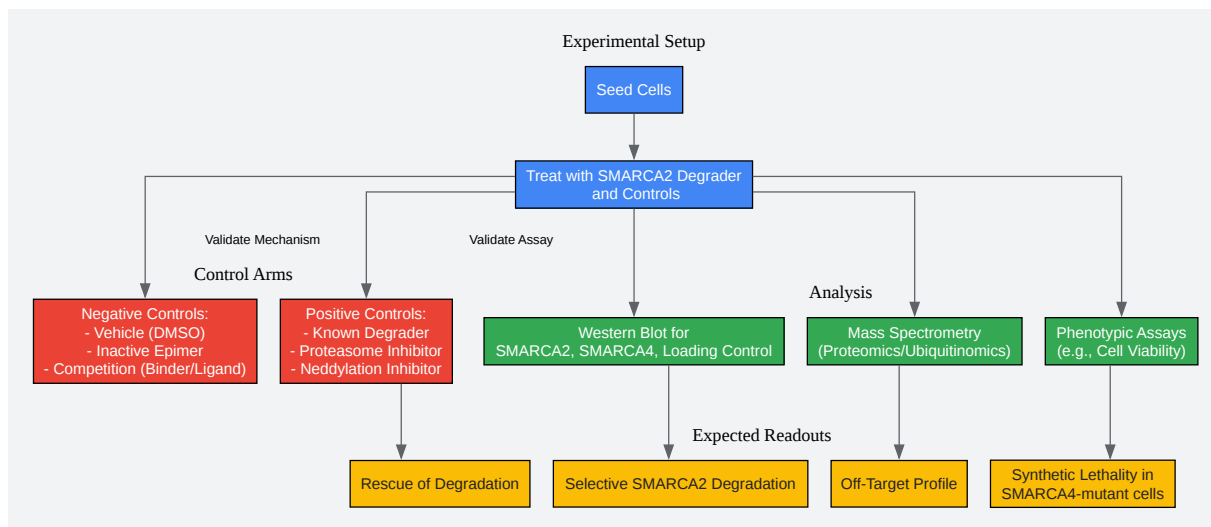 Experimental Setup
Seed Cells
Treat with SMARCA2 Degrader
and Controls
Validate Mechanism
Validate Assay
Control Arms
Analysis
Negative Controls:
- Vehicle (DMSO)
- Inactive Epimer
- Competition (Binder/Ligand)
Positive Controls:
- Known Degrader
- Proteasome Inhibitor
- Neddylation Inhibitor
Western Blot for
SMARCA2, SMARCA4, Loading Control
Mass Spectrometry
(Proteomics/Ubiquitinomics)
Phenotypic Assays
(e.g., Cell Viability)
Expected Readouts
Rescue of Degradation
Selective SMARCA2 Degradation
Off-Target Profile
Synthetic Lethality in
SMARCA4-mutant cells